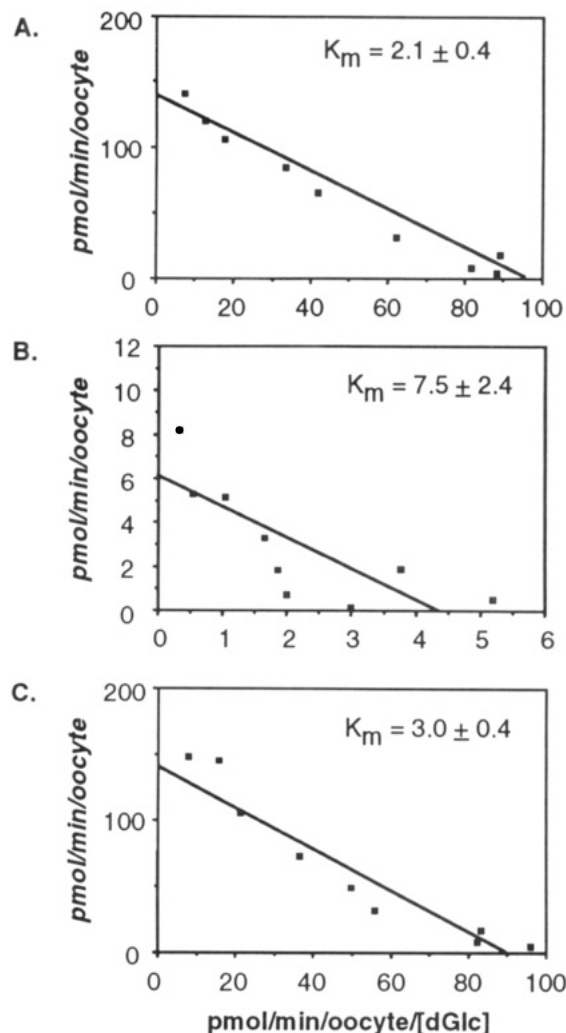 A.
pmol/min/oocyte
200
100
0
Km = 2.1 ± 0.4
0 20 40 60 80 100
B.
pmol/min/oocyte
12
10
8
6
4
2
0
Km = 7.5 ± 2.4
0 1 2 3 4 5 6
C.
pmol/min/oocyte
200
100
0
Km = 3.0 ± 0.4
0 20 40 60 80 100
pmol/min/oocyte/[dGlc]